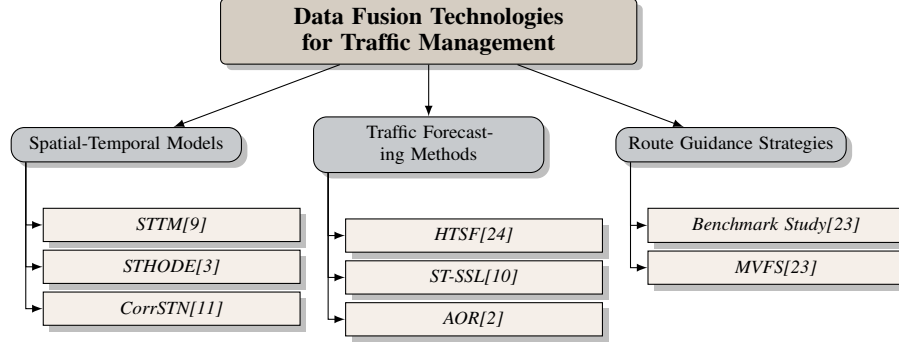 Data Fusion Technologies
for Traffic Management
Spatial-Temporal Models
STTM[9]
STHODE[3]
CorrSTN[11]
Traffic Forecast-
ing Methods
HTSF[24]
ST-SSL[10]
AOR[2]
Route Guidance Strategies
Benchmark Study[23]
MVFS[23]